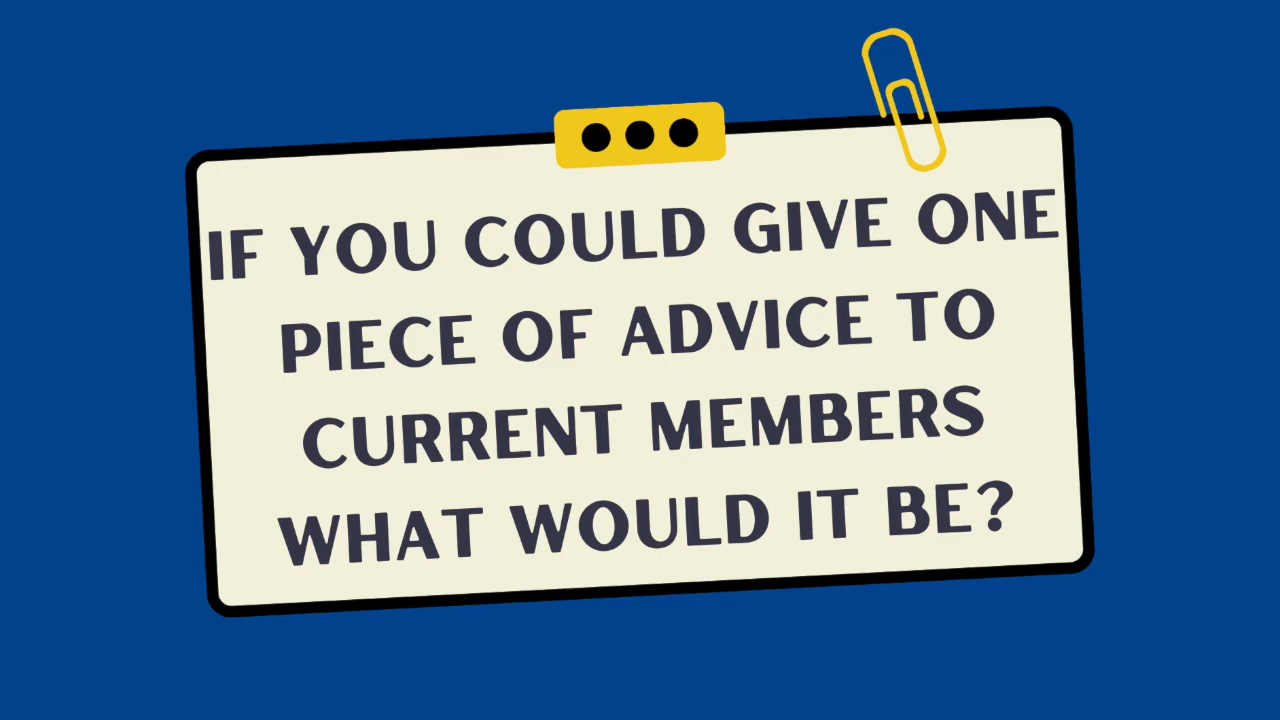 IF YOU COULD GIVE ONE
PIECE OF ADVICE TO
CURRENT MEMBERS
WHAT WOULD IT BE?